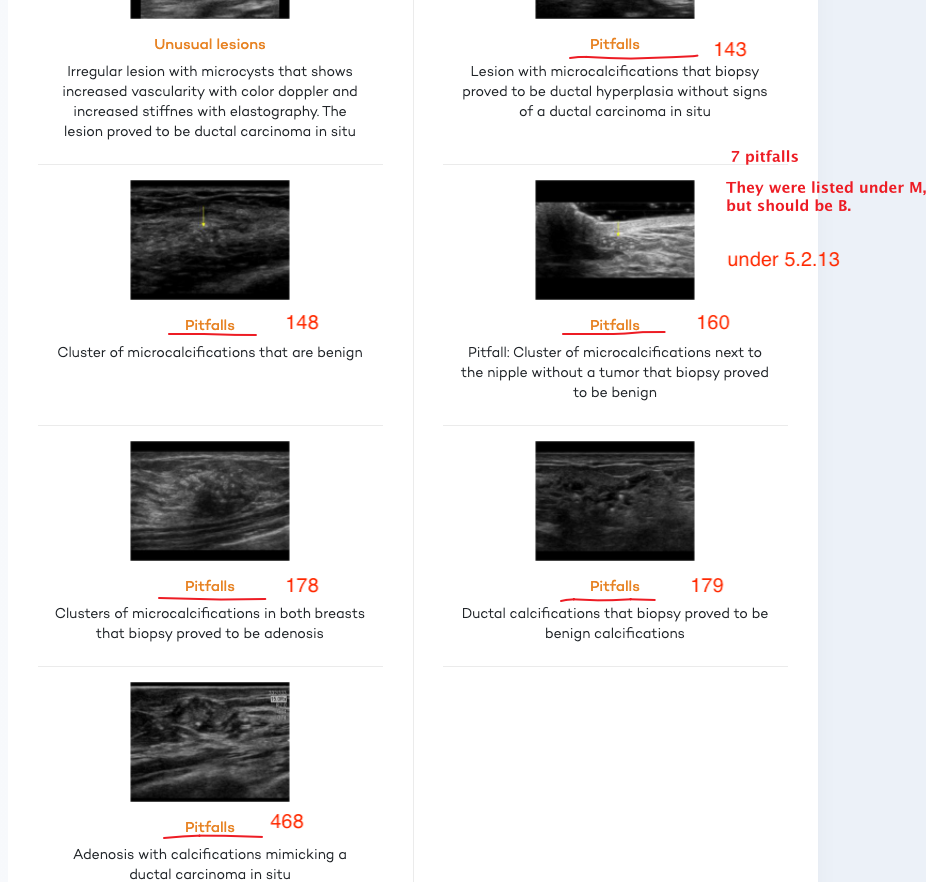 Unusual lesions
Irregular lesion with microcysts that shows
increased vascularity with color doppler and
increased stiffnes with elastography. The
lesion proved to be ductal carcinoma in situ
Pitfalls 143
Lesion with microcalcifications that biopsy
proved to be ductal hyperplasia without signs
of a ductal carcinoma in situ
7 pitfalls
They were listed under M,
but should be B.
under 5.2.13
Pitfalls 148
Cluster of microcalcifications that are benign
Pitfalls 160
Pitfall: Cluster of microcalcifications next to
the nipple without a tumor that biopsy proved
to be benign
Pitfalls 178
Clusters of microcalcifications in both breasts
that biopsy proved to be adenosis
Pitfalls 179
Ductal calcifications that biopsy proved to be
benign calcifications
Pitfalls 468
Adenosis with calcifications mimicking a
ductal carcinoma in situ